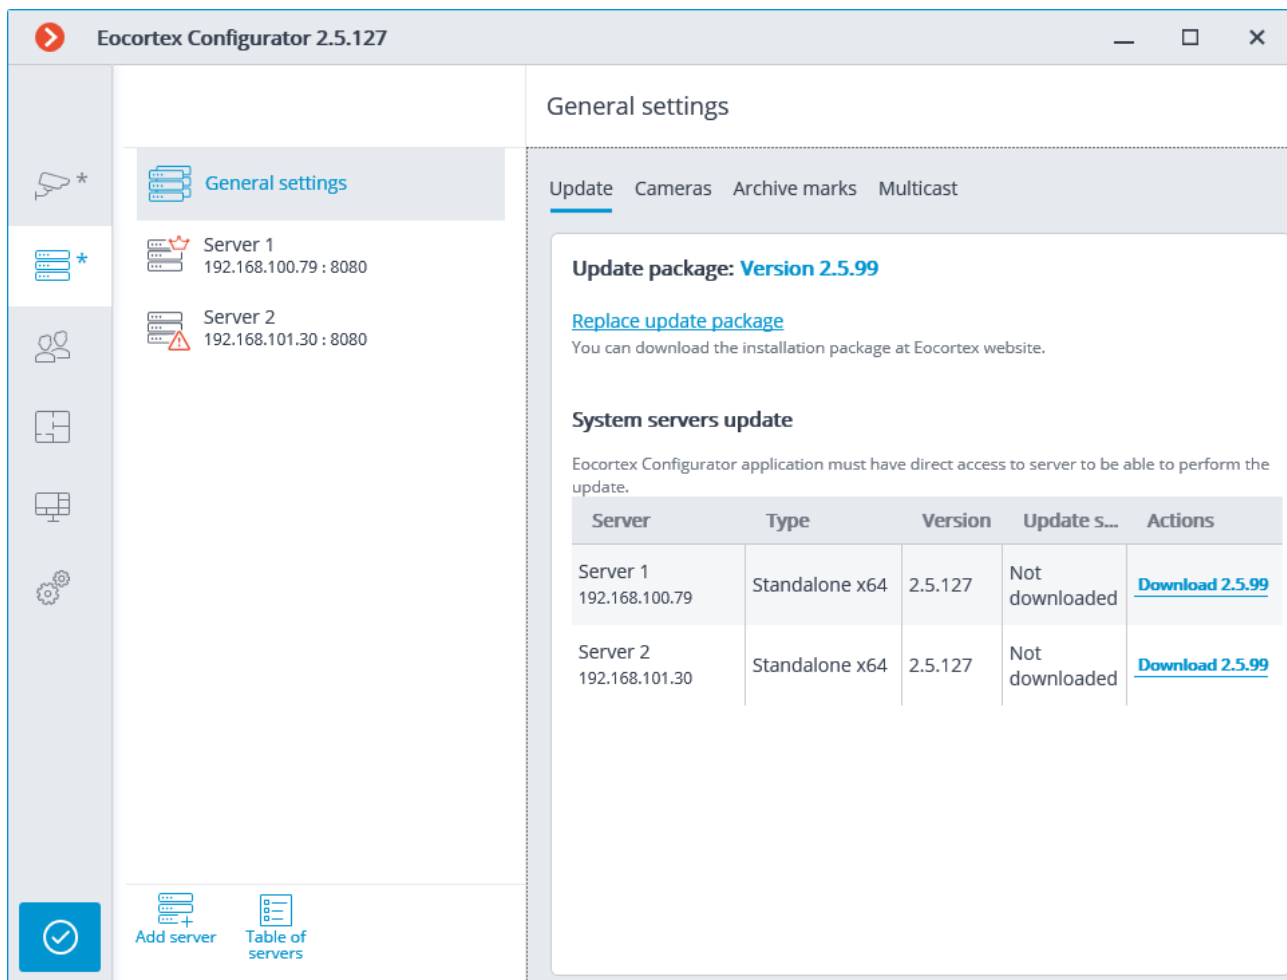 Eocortex Configurator 2.5.127
General settings
General settings
Server 1
192.168.100.79 : 8080
Server 2
192.168.101.30 : 8080
Add server
Table of
servers
Update Cameras Archive marks Multicast
Update package: Version 2.5.99
Replace update package
You can download the installation package at Eocortex website.
System servers update
Eocortex Configurator application must have direct access to server to be able to perform the
update.
Server Type Version Update s... Actions
Server 1
192.168.100.79
Standalone x64
2.5.127
Not
downloaded
Download 2.5.99
Server 2
192.168.101.30
Standalone x64
2.5.127
Not
downloaded
Download 2.5.99